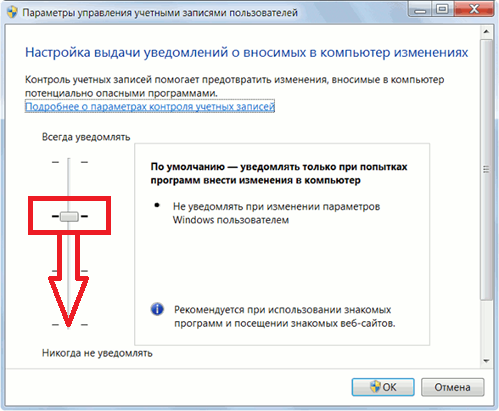 Параметры управления учетными записями пользователей
Настройка выдачи уведомлений о вносимых в компьютер изменениях
Контроль учетных записей помогает предотвратить изменения, вносимые в компьютер
потенциально опасными программами.
Подробнее о параметрах контроля учетных записей
Всегда уведомлять
По умолчанию — уведомлять только при попытках
программ внести изменения в компьютер
• Не уведомлять при изменении параметров
Windows пользователем
Рекомендуется при использовании знакомых
программ и посещении знакомых веб-сайтов.
Никогда не уведомлять
ОК
Отмена